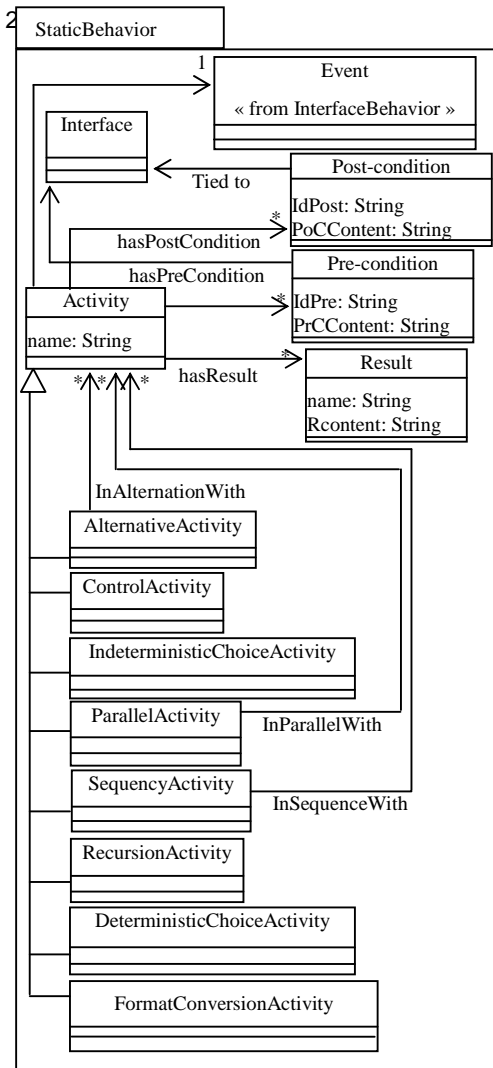 2
StaticBehavior
1
Event
« from InterfaceBehavior »
Interface
Tied to
Post-condition
IdPost: String
PoCContent: String
*
hasPostCondition
hasPreCondition
Pre-condition
IdPre: String
PrCContent: String
*
Activity
name: String
hasResult
*
Result
name: String
Rcontent: String
* * *
InAlternationWith
AlternativeActivity
ControlActivity
IndeterministicChoiceActivity
ParallelActivity
InParallelWith
SequencyActivity
InSequenceWith
RecursionActivity
DeterministicChoiceActivity
FormatConversionActivity